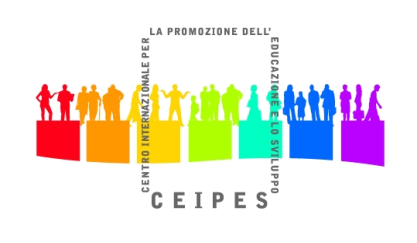 CENTRO INTERNAZIONALE PER
LA PROMOZIONE DELL'
EDUCAZIONE E LO SVILUPPO
CEIPES